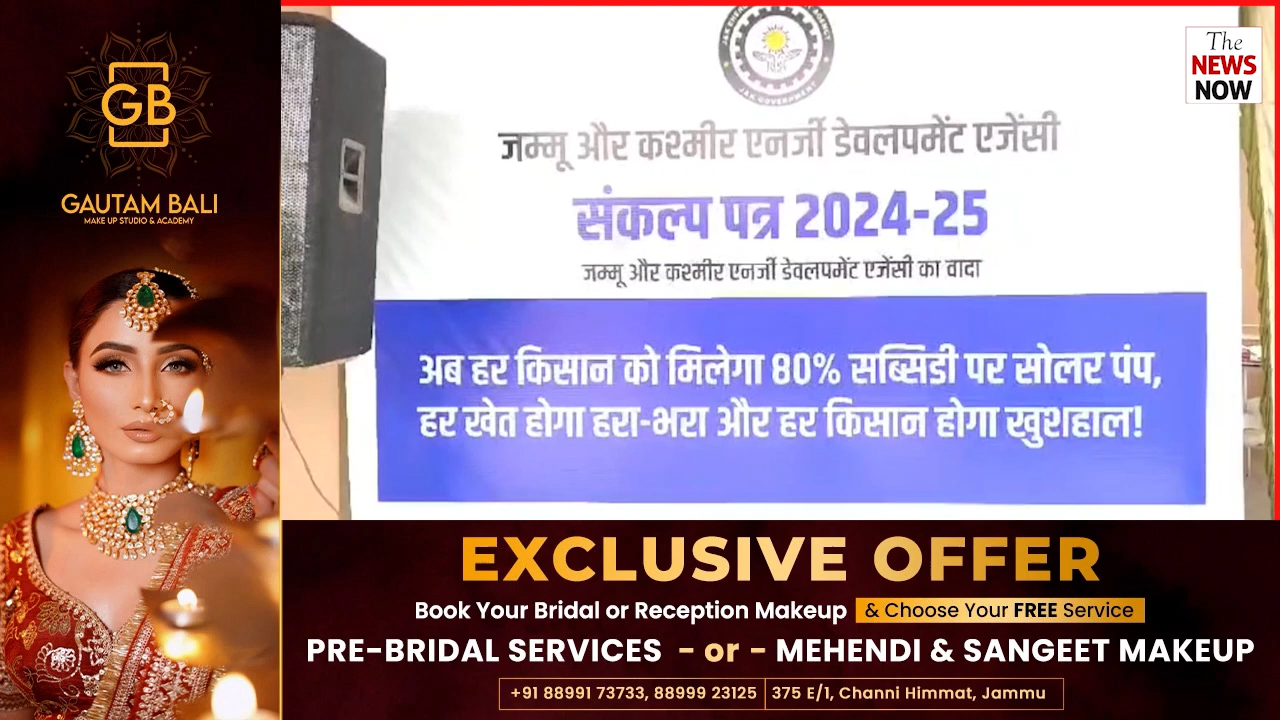 GB
GAUTAM BALI
MAKE UP STUDIO & ACADEMY
The
NEWS
NOW
J&K GOVERNMENT
जम्मू और कश्मीर एनर्जी डेवलपमेंट एजेंसी
संकल्प पत्र 2024-25
जम्मू और कश्मीर एनर्जी डेवलपमेंट एजेंसी का वादा
अब हर किसान को मिलेगा 80% सब्सिडी पर सोलर पंप,
हर खेत होगा हरा-भरा और हर किसान होगा खुशहाल!
EXCLUSIVE OFFER
Book Your Bridal or Reception Makeup & Choose Your FREE Service
PRE-BRIDAL SERVICES - or - MEHENDI & SANGEET MAKEUP
+91 88991 73733, 88999 23125 375 E/1, Channi Himmat, Jammu